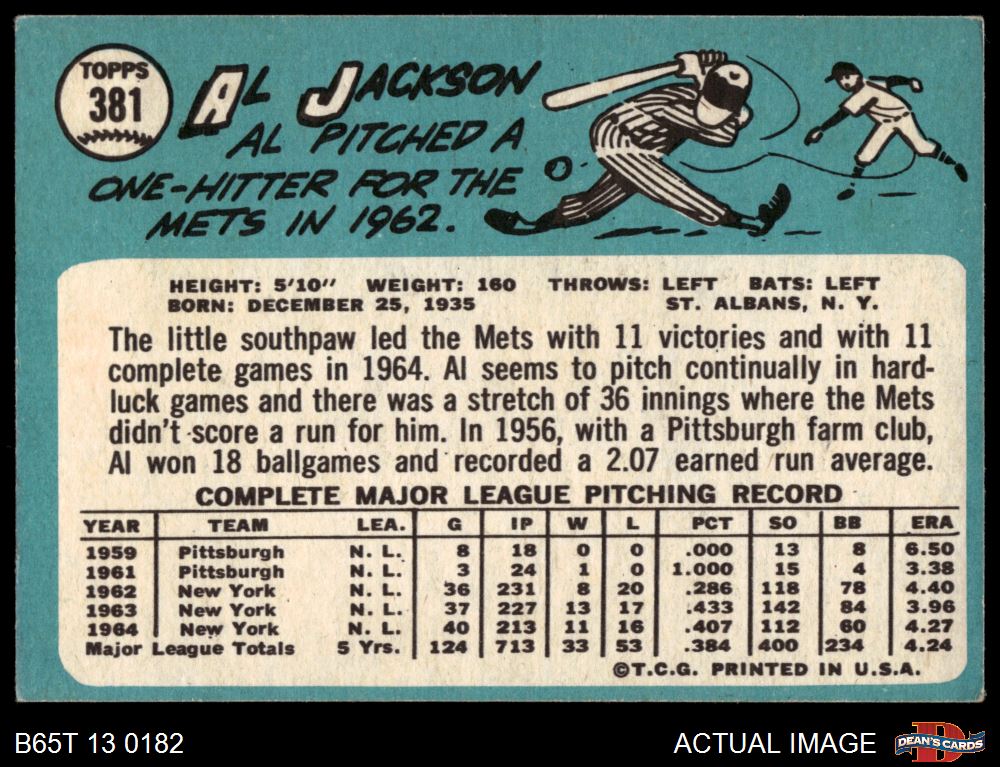 TOPPS
381
AL JACKSON
AL PITCHED A
ONE-HITTER FOR THE
METS IN 1962.
HEIGHT: 5'10" WEIGHT: 160 THROWS: LEFT BATS: LEFT
BORN: DECEMBER 25, 1935 ST. ALBANS, N. Y.
The little southpaw led the Mets with 11 victories and with 11
complete games in 1964. Al seems to pitch continually in hard-
luck games and there was a stretch of 36 innings where the Mets
didn't score a run for him. In 1956, with a Pittsburgh farm club,
Al won 18 ballgames and recorded a 2.07 earned run average.
COMPLETE MAJOR LEAGUE PITCHING RECORD
YEAR TEAM LEA. G IP W L PCT SO BB ERA
1959 Pittsburgh N. L. 8 18 0 0 .000 13 8 6.50
1961 Pittsburgh N. L. 3 24 1 0 1.000 15 4 3.38
1962 New York N. L. 36 231 8 20 .286 118 78 4.40
1963 New York N. L. 37 227 13 17 .433 142 84 3.96
1964 New York N. L. 40 213 11 16 .407 112 60 4.27
Major League Totals 5 Yrs. 124 713 33 53 .384 400 234 4.24
©T.C.G. PRINTED IN U.S.A.
B65T 13 0182 ACTUAL IMAGE DEAN'S CARDS